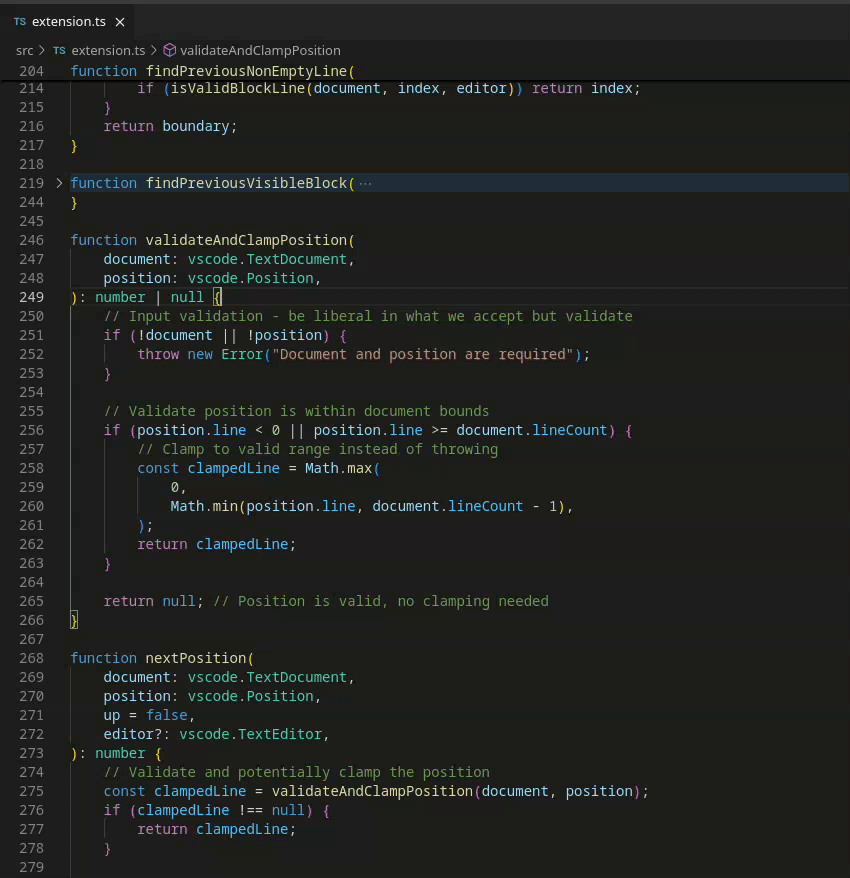 TS extension.ts ×
src > TS extension.ts > validateAndClampPosition
204 function findPreviousNonEmptyLine(
214 if (isValidBlockLine(document, index, editor)) return index;
215 }
216 return boundary;
217 }
218
219 > function findPreviousVisibleBlock( ···
244 }
245
246 function validateAndClampPosition(
247 document: vscode.TextDocument,
248 position: vscode.Position,
249 ): number | null {
250 // Input validation - be liberal in what we accept but validate
251 if (!document || !position) {
252 throw new Error("Document and position are required");
253 }
254
255 // Validate position is within document bounds
256 if (position.line < 0 || position.line >= document.lineCount) {
257 // Clamp to valid range instead of throwing
258 const clampedLine = Math.max(
259 0,
260 Math.min(position.line, document.lineCount - 1),
261 );
262 return clampedLine;
263 }
264
265 return null; // Position is valid, no clamping needed
266 }
267
268 function nextPosition(
269 document: vscode.TextDocument,
270 position: vscode.Position,
271 up = false,
272 editor?: vscode.TextEditor,
273 ): number {
274 // Validate and potentially clamp the position
275 const clampedLine = validateAndClampPosition(document, position);
276 if (clampedLine !== null) {
277 return clampedLine;
278 }
279